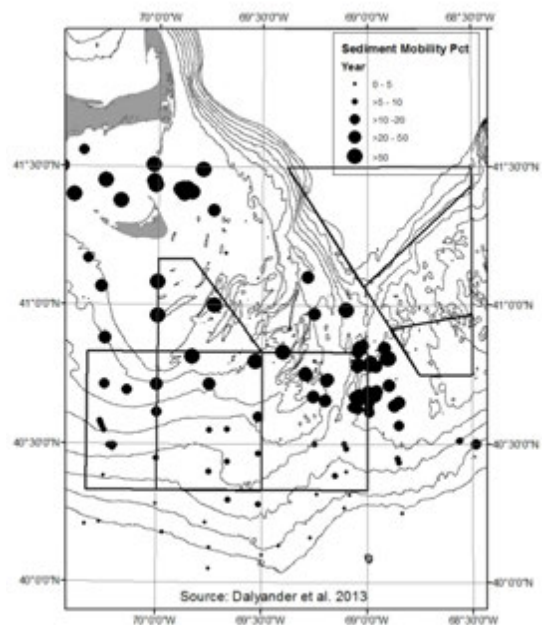 70°0'0"W 69°30'0"W 69°0'0"W 68°30'0"W
Sediment Mobility Pct
Year
0 - 5
>5 - 10
>10 - 20
>20 - 50
>50
41°30'0"N 41°30'0"N
41°0'0"N 41°0'0"N
40°30'0"N 40°30'0"N
40°0'0"N 40°0'0"N
Source: Dalyander et al. 2013
70°0'0"W 69°30'0"W 69°0'0"W 68°30'0"W